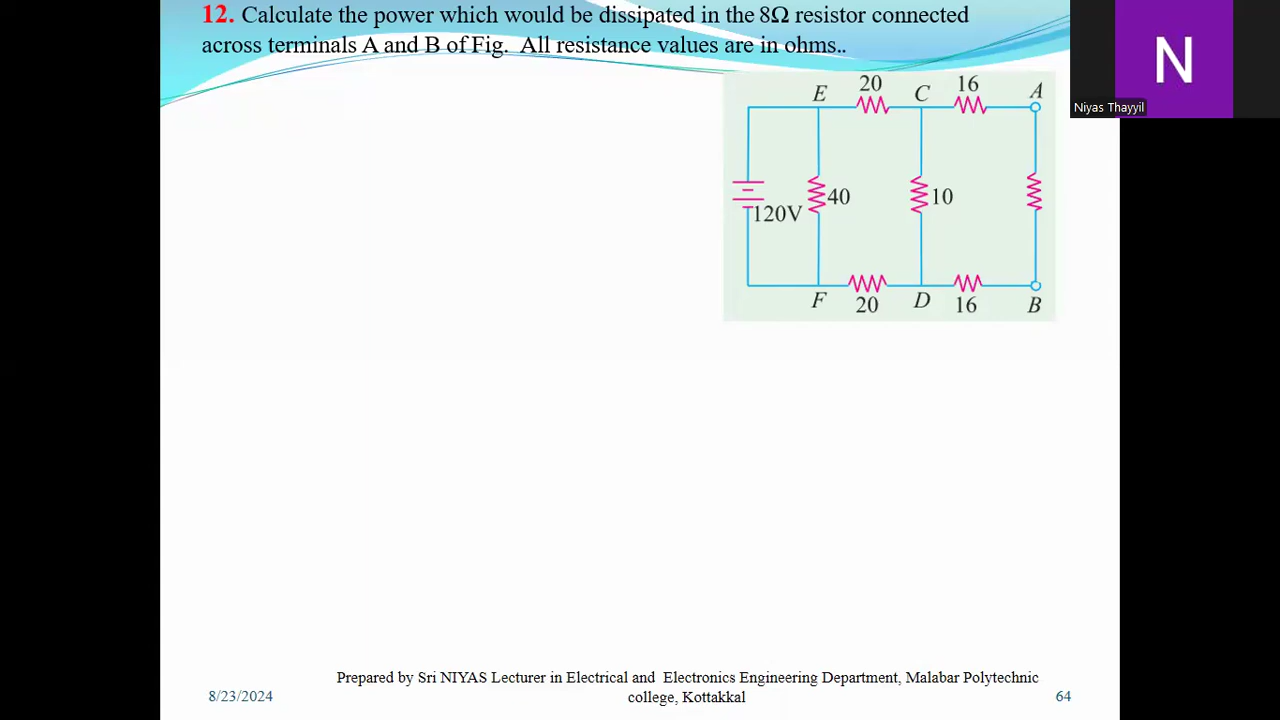 12. Calculate the power which would be dissipated in the 8Ω resistor connected
across terminals A and B of Fig. All resistance values are in ohms..
N
Niyas Thayyil
E 20 C 16 A
120V 40 10
F 20 D 16 B
Prepared by Sri NIYAS Lecturer in Electrical and Electronics Engineering Department, Malabar Polytechnic
college, Kottakkal
8/23/2024
64